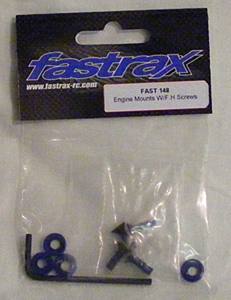 fastrax
www.fastrax-rc.com
FAST 148
Engine Mounts W/F.H Screws